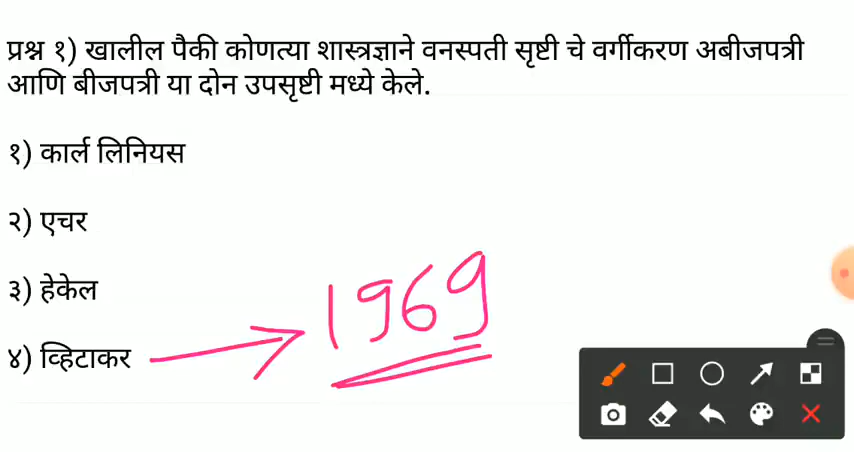 प्रश्न १) खालील पैकी कोणत्या शास्त्रज्ञाने वनस्पती सृष्टी चे वर्गीकरण अबीजपत्री
आणि बीजपत्री या दोन उपसृष्टी मध्ये केले.
१) कार्ल लिनियस
२) एचर
३) हेकेल
४) व्हिटाकर
1969